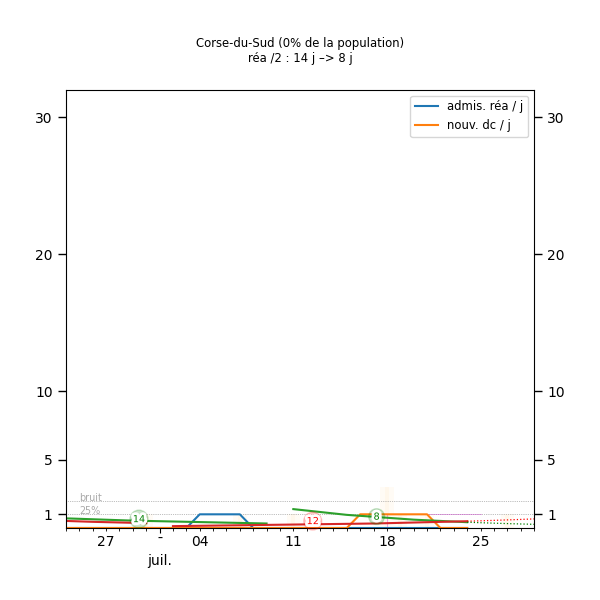 Corse-du-Sud (0% de la population)
réa /2 : 14 j –> 8 j
admis. réa / j
nouv. dc / j
30 30
20 20
10 10
5 5
bruit
25%
1 1
14 12 8
27 - 04 11 18 25
juil.